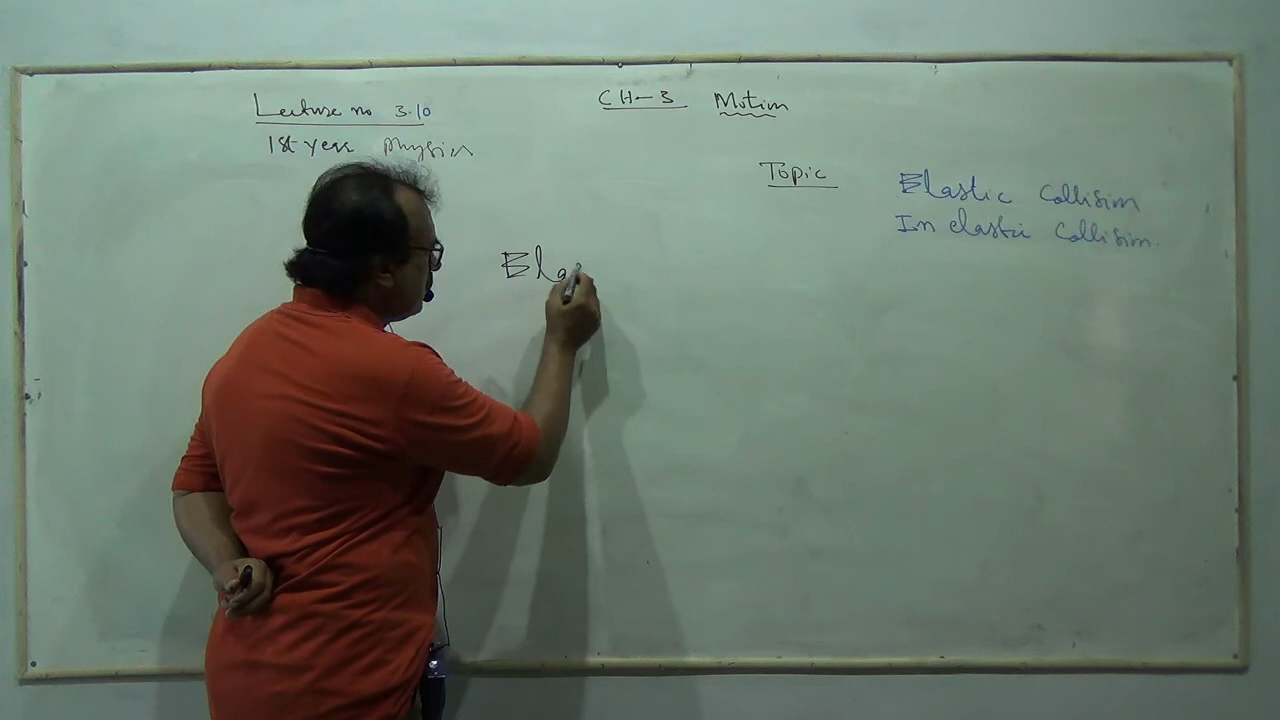 Lecture no 3.10
CH-3 Motion
1st year Physics
Topic
Elastic Collision
In elastic Collision.
Ela